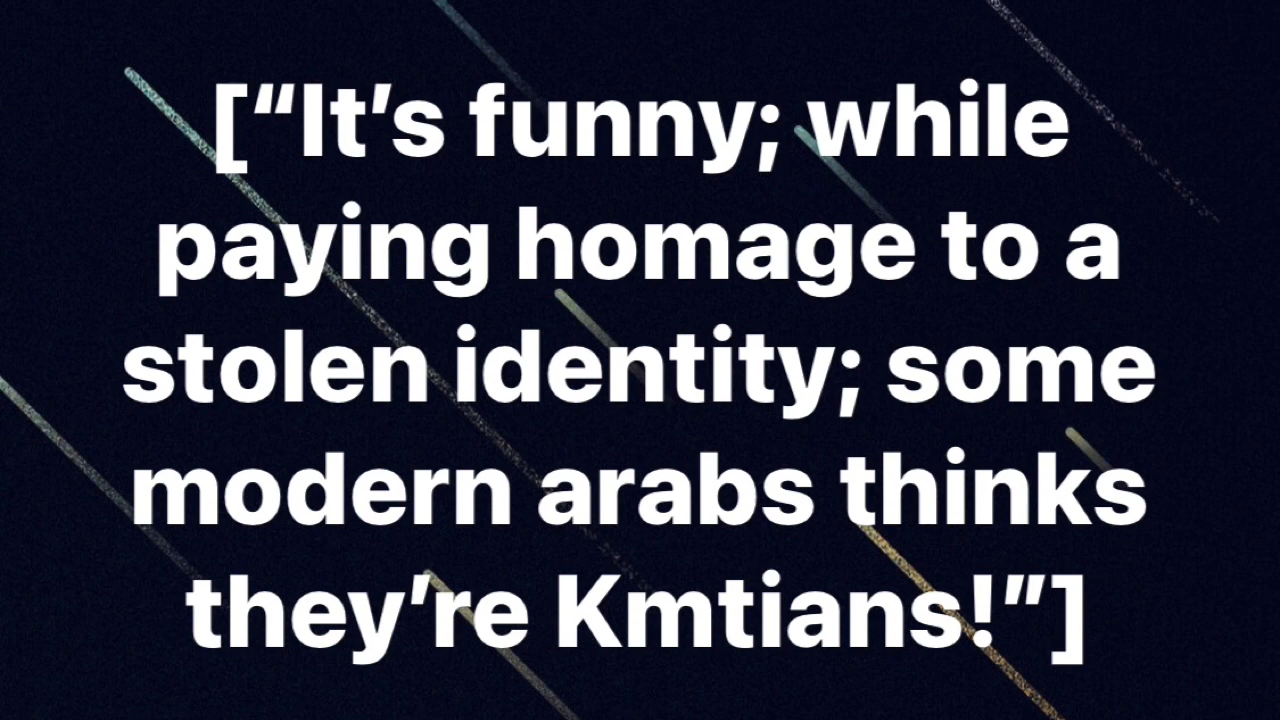 [“It’s funny; while
paying homage to a
stolen identity; some
modern arabs thinks
they’re Kmtians!”]